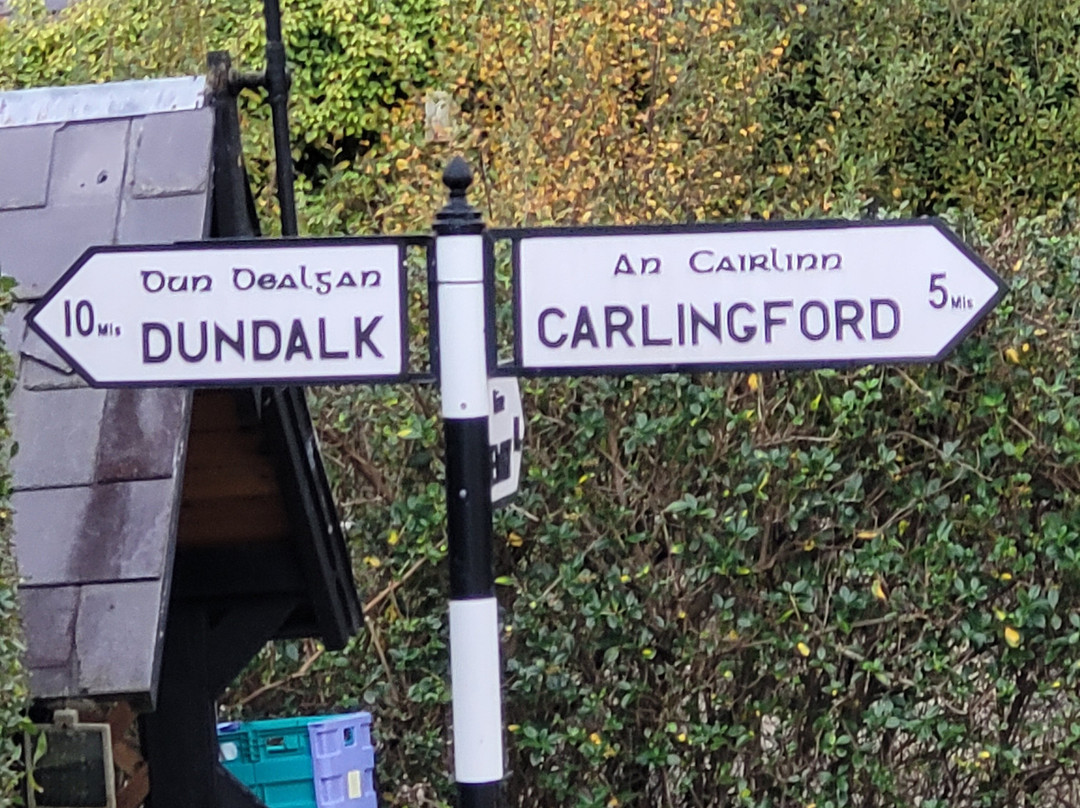 Dun Dealgan
10 Mls
DUNDALK
An Cairlinn
CARLINGFORD
5 Mls